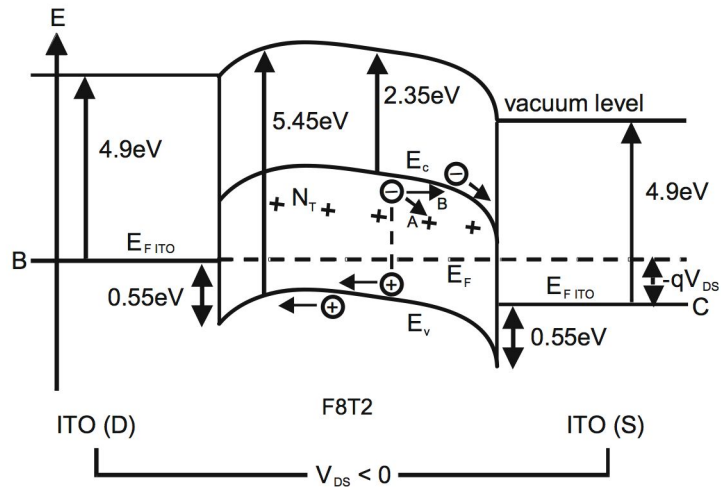 E
2.35eV
vacuum level
5.45eV
4.9eV
E_c
4.9eV
N_T
A
B
E_F ITO
B
E_F
-qV_DS
E_F ITO
C
0.55eV
E_v
0.55eV
F8T2
ITO (D)
ITO (S)
V_DS < 0